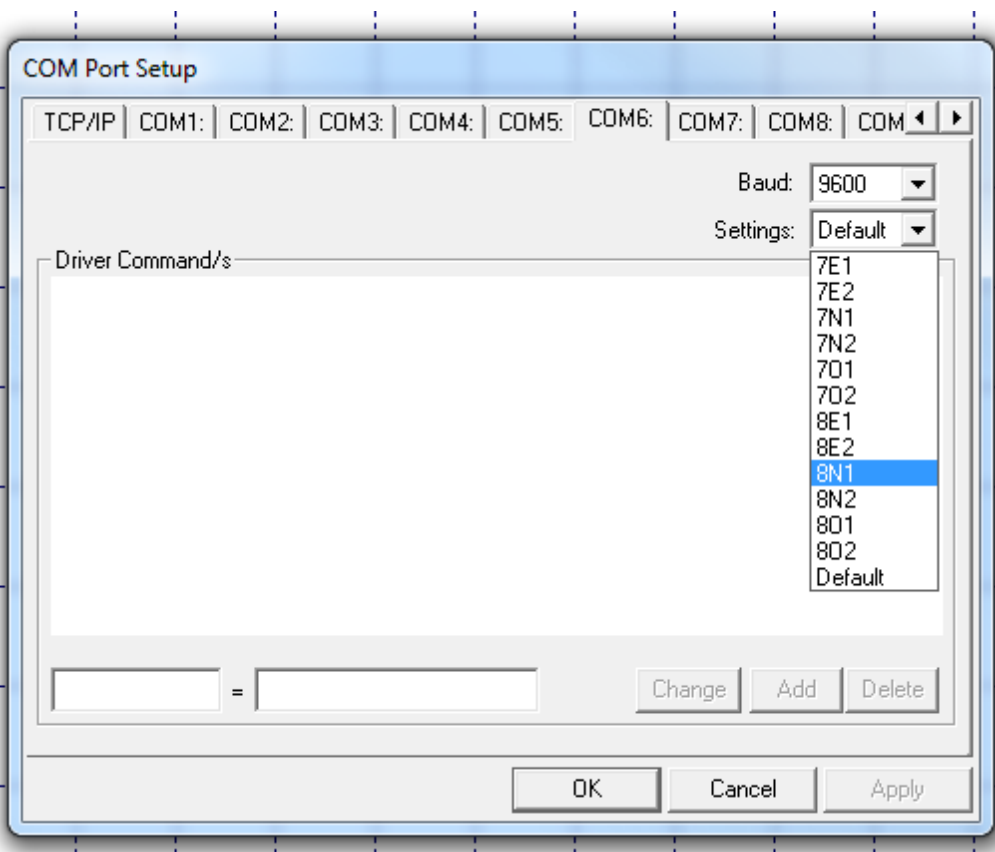 COM Port Setup
TCP/IP COM1: COM2: COM3: COM4: COM5: COM6: COM7: COM8: COM
Baud: 9600
Settings: Default
Driver Command/s
7E1
7E2
7N1
7N2
7O1
7O2
8E1
8E2
8N1
8N2
8O1
8O2
Default
= Change Add Delete
OK Cancel Apply